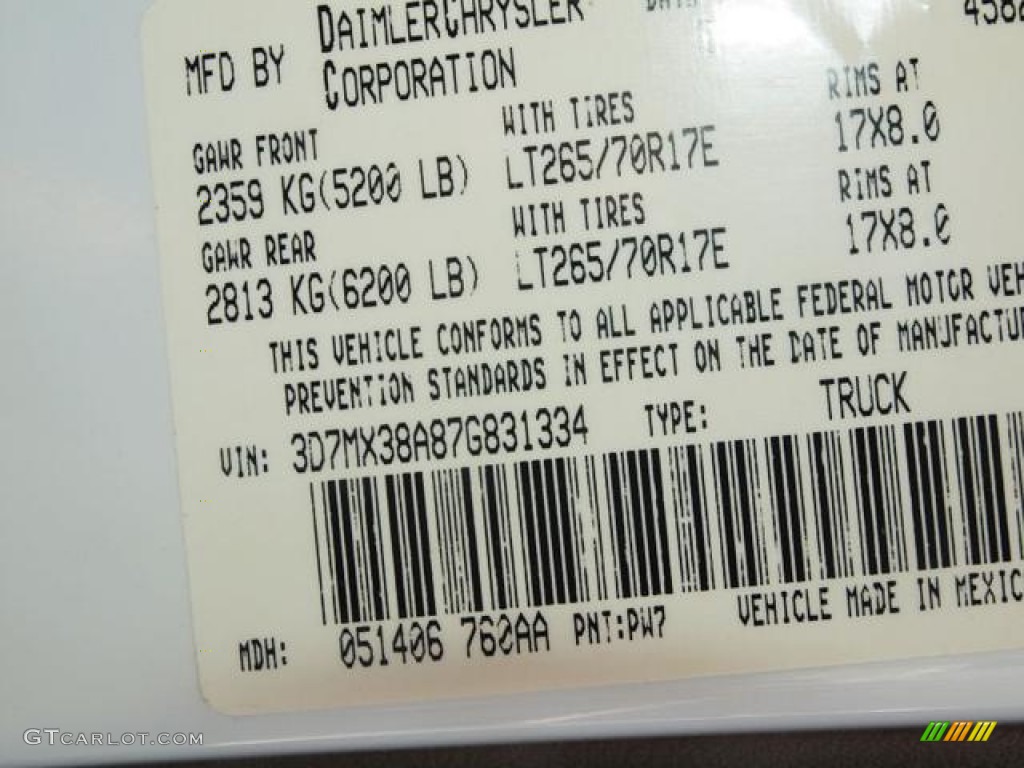 MFD BY DAIMLERCHRYSLER
CORPORATION
GAWR FRONT WITH TIRES RIMS AT
2359 KG(5200 LB) LT265/70R17E 17X8.0
GAWR REAR WITH TIRES RIMS AT
2813 KG(6200 LB) LT265/70R17E 17X8.0
THIS VEHICLE CONFORMS TO ALL APPLICABLE FEDERAL MOTOR VEH
PREVENTION STANDARDS IN EFFECT ON THE DATE OF MANUFACTU
VIN: 3D7MX38A87G831334 TYPE: TRUCK
MDH: 051406 760AA PNT:PW7 VEHICLE MADE IN MEXIC
GTCARLOT.COM